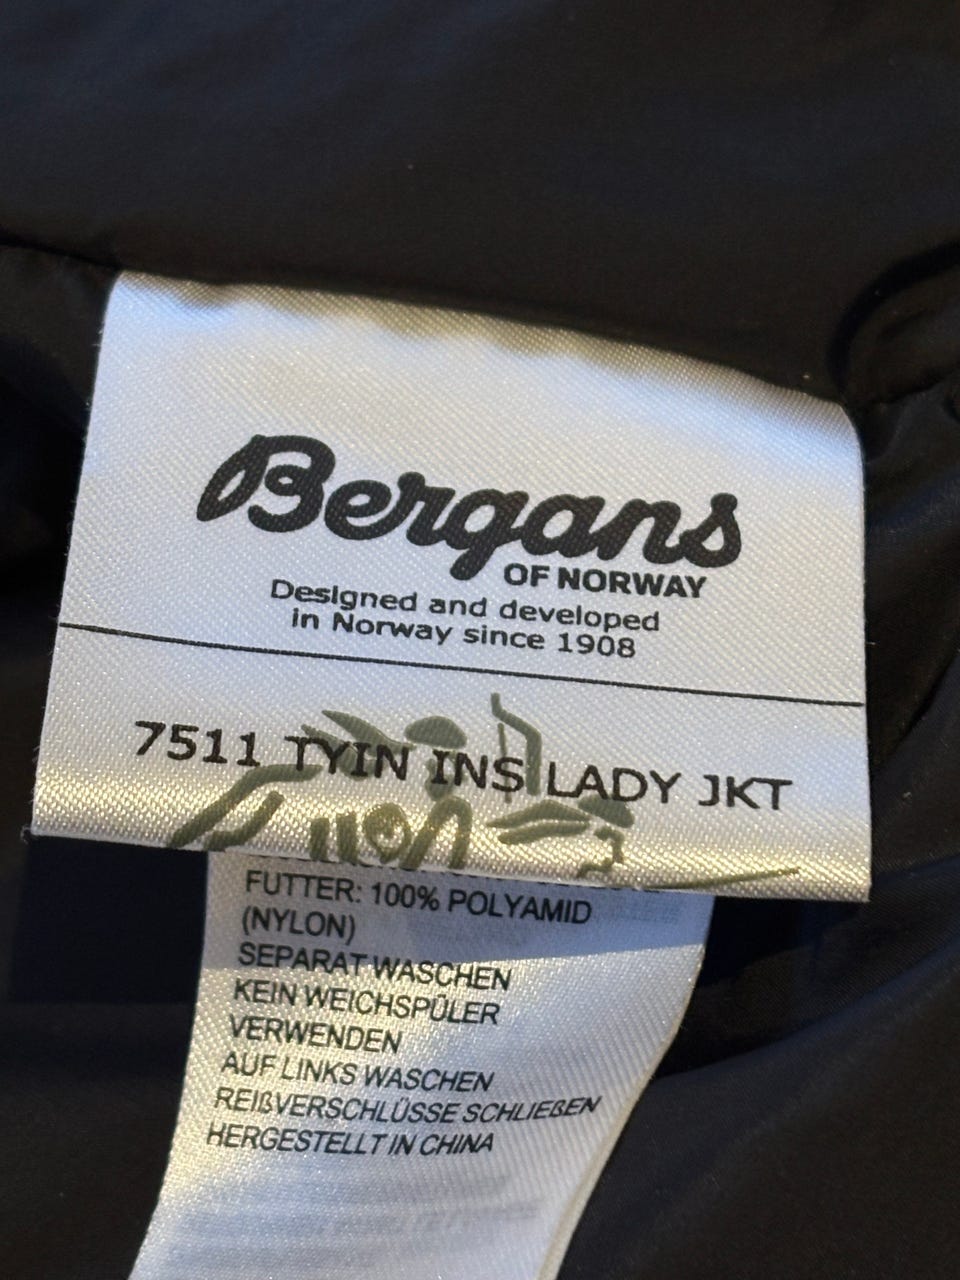 Bergans
OF NORWAY
Designed and developed
in Norway since 1908
7511 TYIN INS LADY JKT
FUTTER: 100% POLYAMID
(NYLON)
SEPARAT WASCHEN
KEIN WEICHSPÜLER
VERWENDEN
AUF LINKS WASCHEN
REIßVERSCHLÜSSE SCHLIEßEN
HERGESTELLT IN CHINA